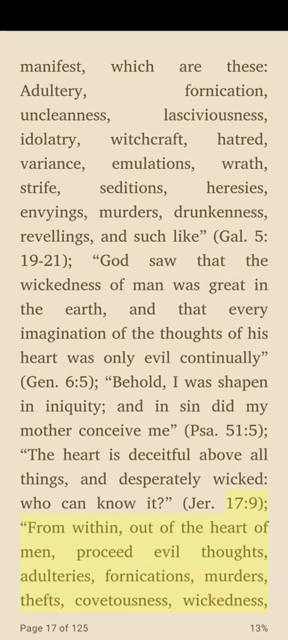 manifest, which are these:
Adultery, fornication,
uncleanness, lasciviousness,
idolatry, witchcraft, hatred,
variance, emulations, wrath,
strife, seditions, heresies,
envyings, murders, drunkenness,
revellings, and such like” (Gal. 5:
19-21); “God saw that the
wickedness of man was great in
the earth, and that every
imagination of the thoughts of his
heart was only evil continually”
(Gen. 6:5); “Behold, I was shapen
in iniquity; and in sin did my
mother conceive me” (Psa. 51:5);
“The heart is deceitful above all
things, and desperately wicked:
who can know it?” (Jer. 17:9);
“From within, out of the heart of
men, proceed evil thoughts,
adulteries, fornications, murders,
thefts, covetousness, wickedness,
Page 17 of 125 13%